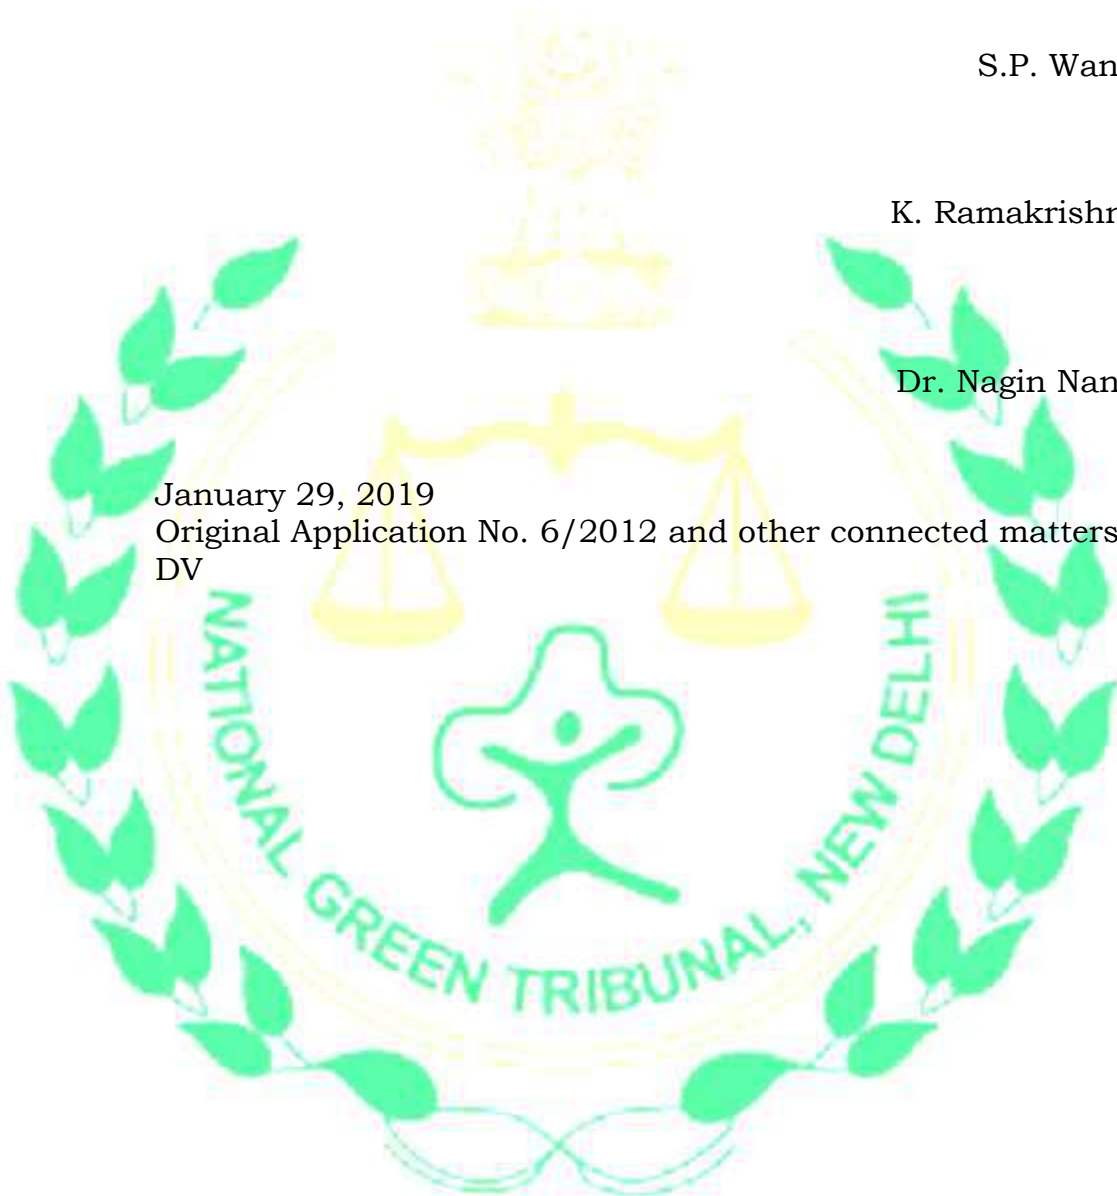 S.P. Wan
K. Ramakrishn
Dr. Nagin Nan
January 29, 2019
Original Application No. 6/2012 and other connected matters
DV
NATIONAL GREEN TRIBUNAL, NEW DELHI